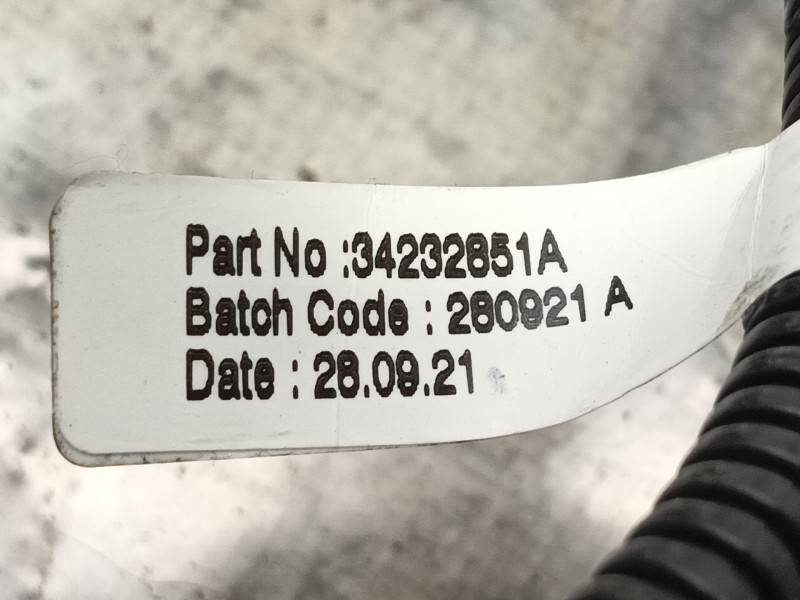 Part No :34232851A
Batch Code : 280921 A
Date : 28.09.21